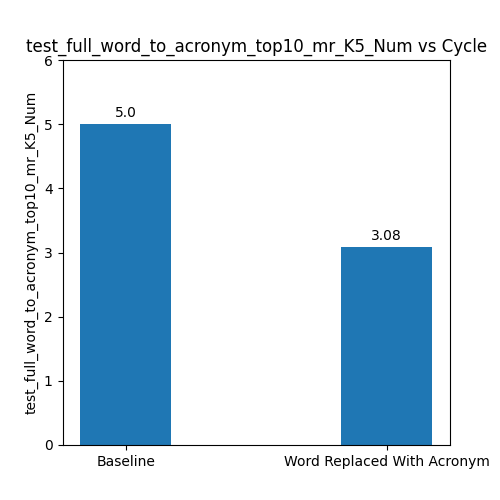 test_full_word_to_acronym_top10_mr_K5_Num vs Cycle
test_full_word_to_acronym_top10_mr_K5_Num
6
5
4
3
2
1
0
5.0
3.08
Baseline
Word Replaced With Acronym